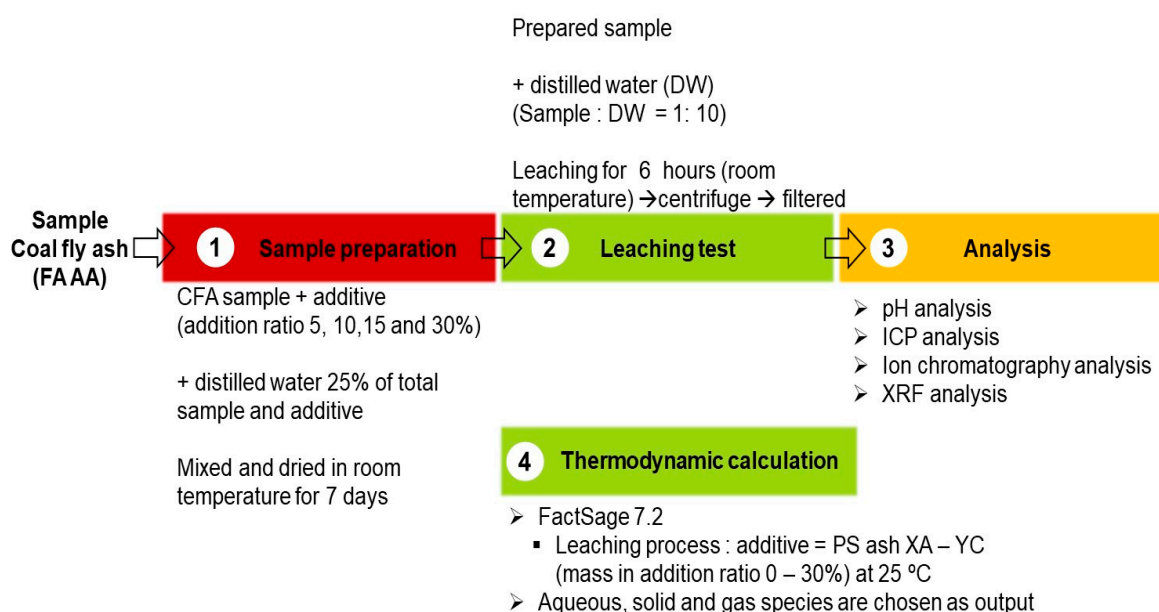 Prepared sample
+ distilled water (DW)
(Sample : DW = 1: 10)
Leaching for 6 hours (room
temperature) →centrifuge → filtered
Sample
Coal fly ash
(FA AA)
1 Sample preparation
2 Leaching test
3 Analysis
CFA sample + additive
(addition ratio 5, 10,15 and 30%)
+ distilled water 25% of total
sample and additive
Mixed and dried in room
temperature for 7 days
➢ pH analysis
➢ ICP analysis
➢ Ion chromatography analysis
➢ XRF analysis
4 Thermodynamic calculation
➢ FactSage 7.2
▪ Leaching process : additive = PS ash XA – YC
(mass in addition ratio 0 – 30%) at 25 ºC
➢ Aqueous, solid and gas species are chosen as output